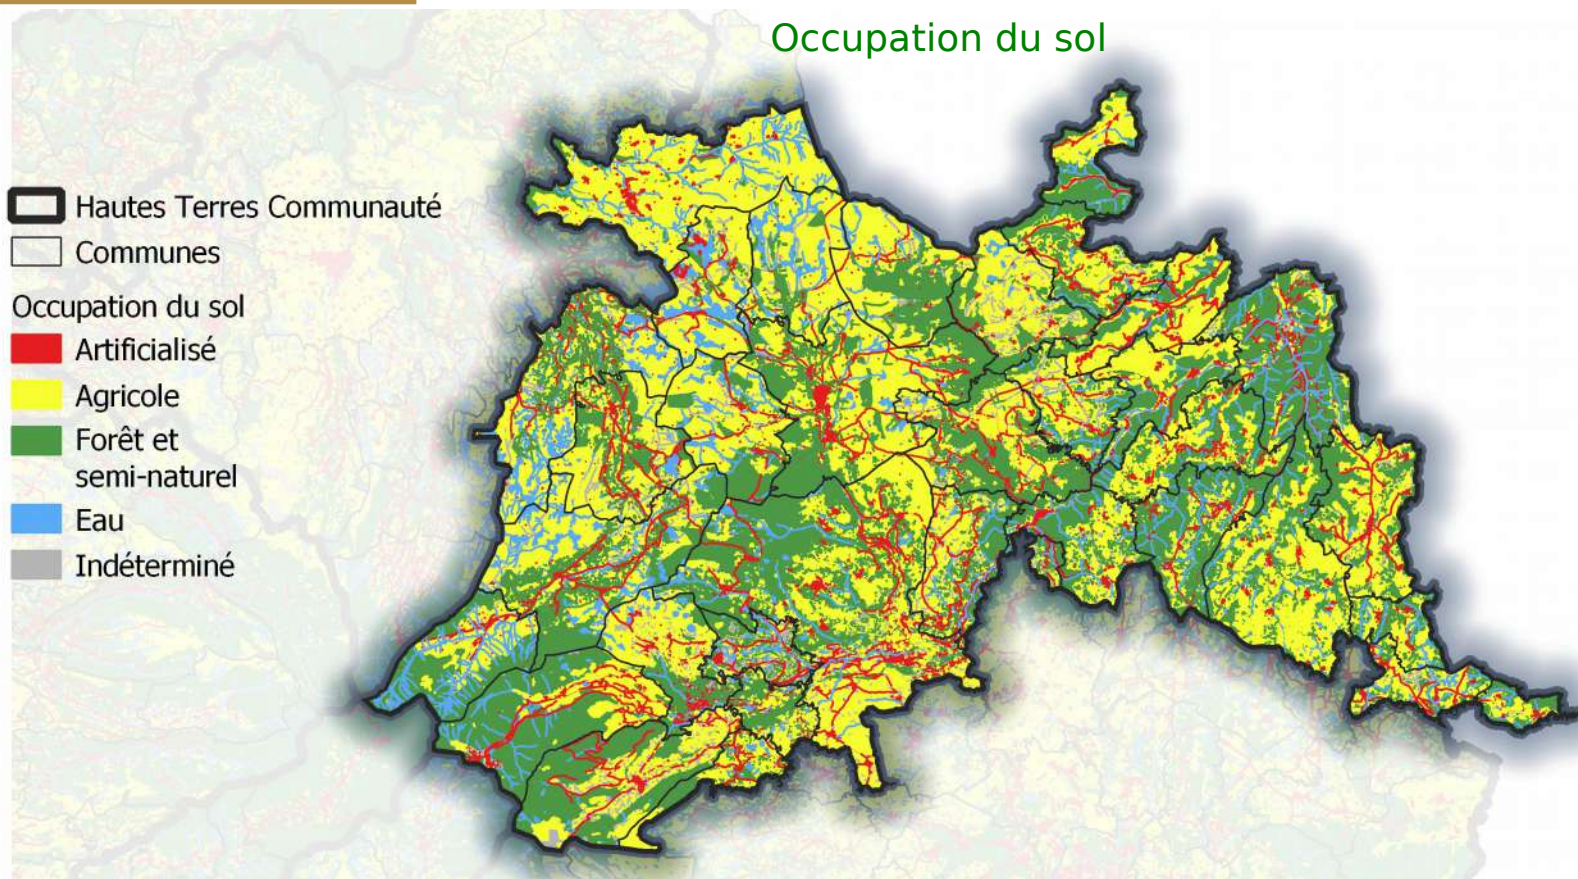 Occupation du sol
Hautes Terres Communauté
Communes
Occupation du sol
Artificialisé
Agricole
Forêt et
semi-naturel
Eau
Indéterminé